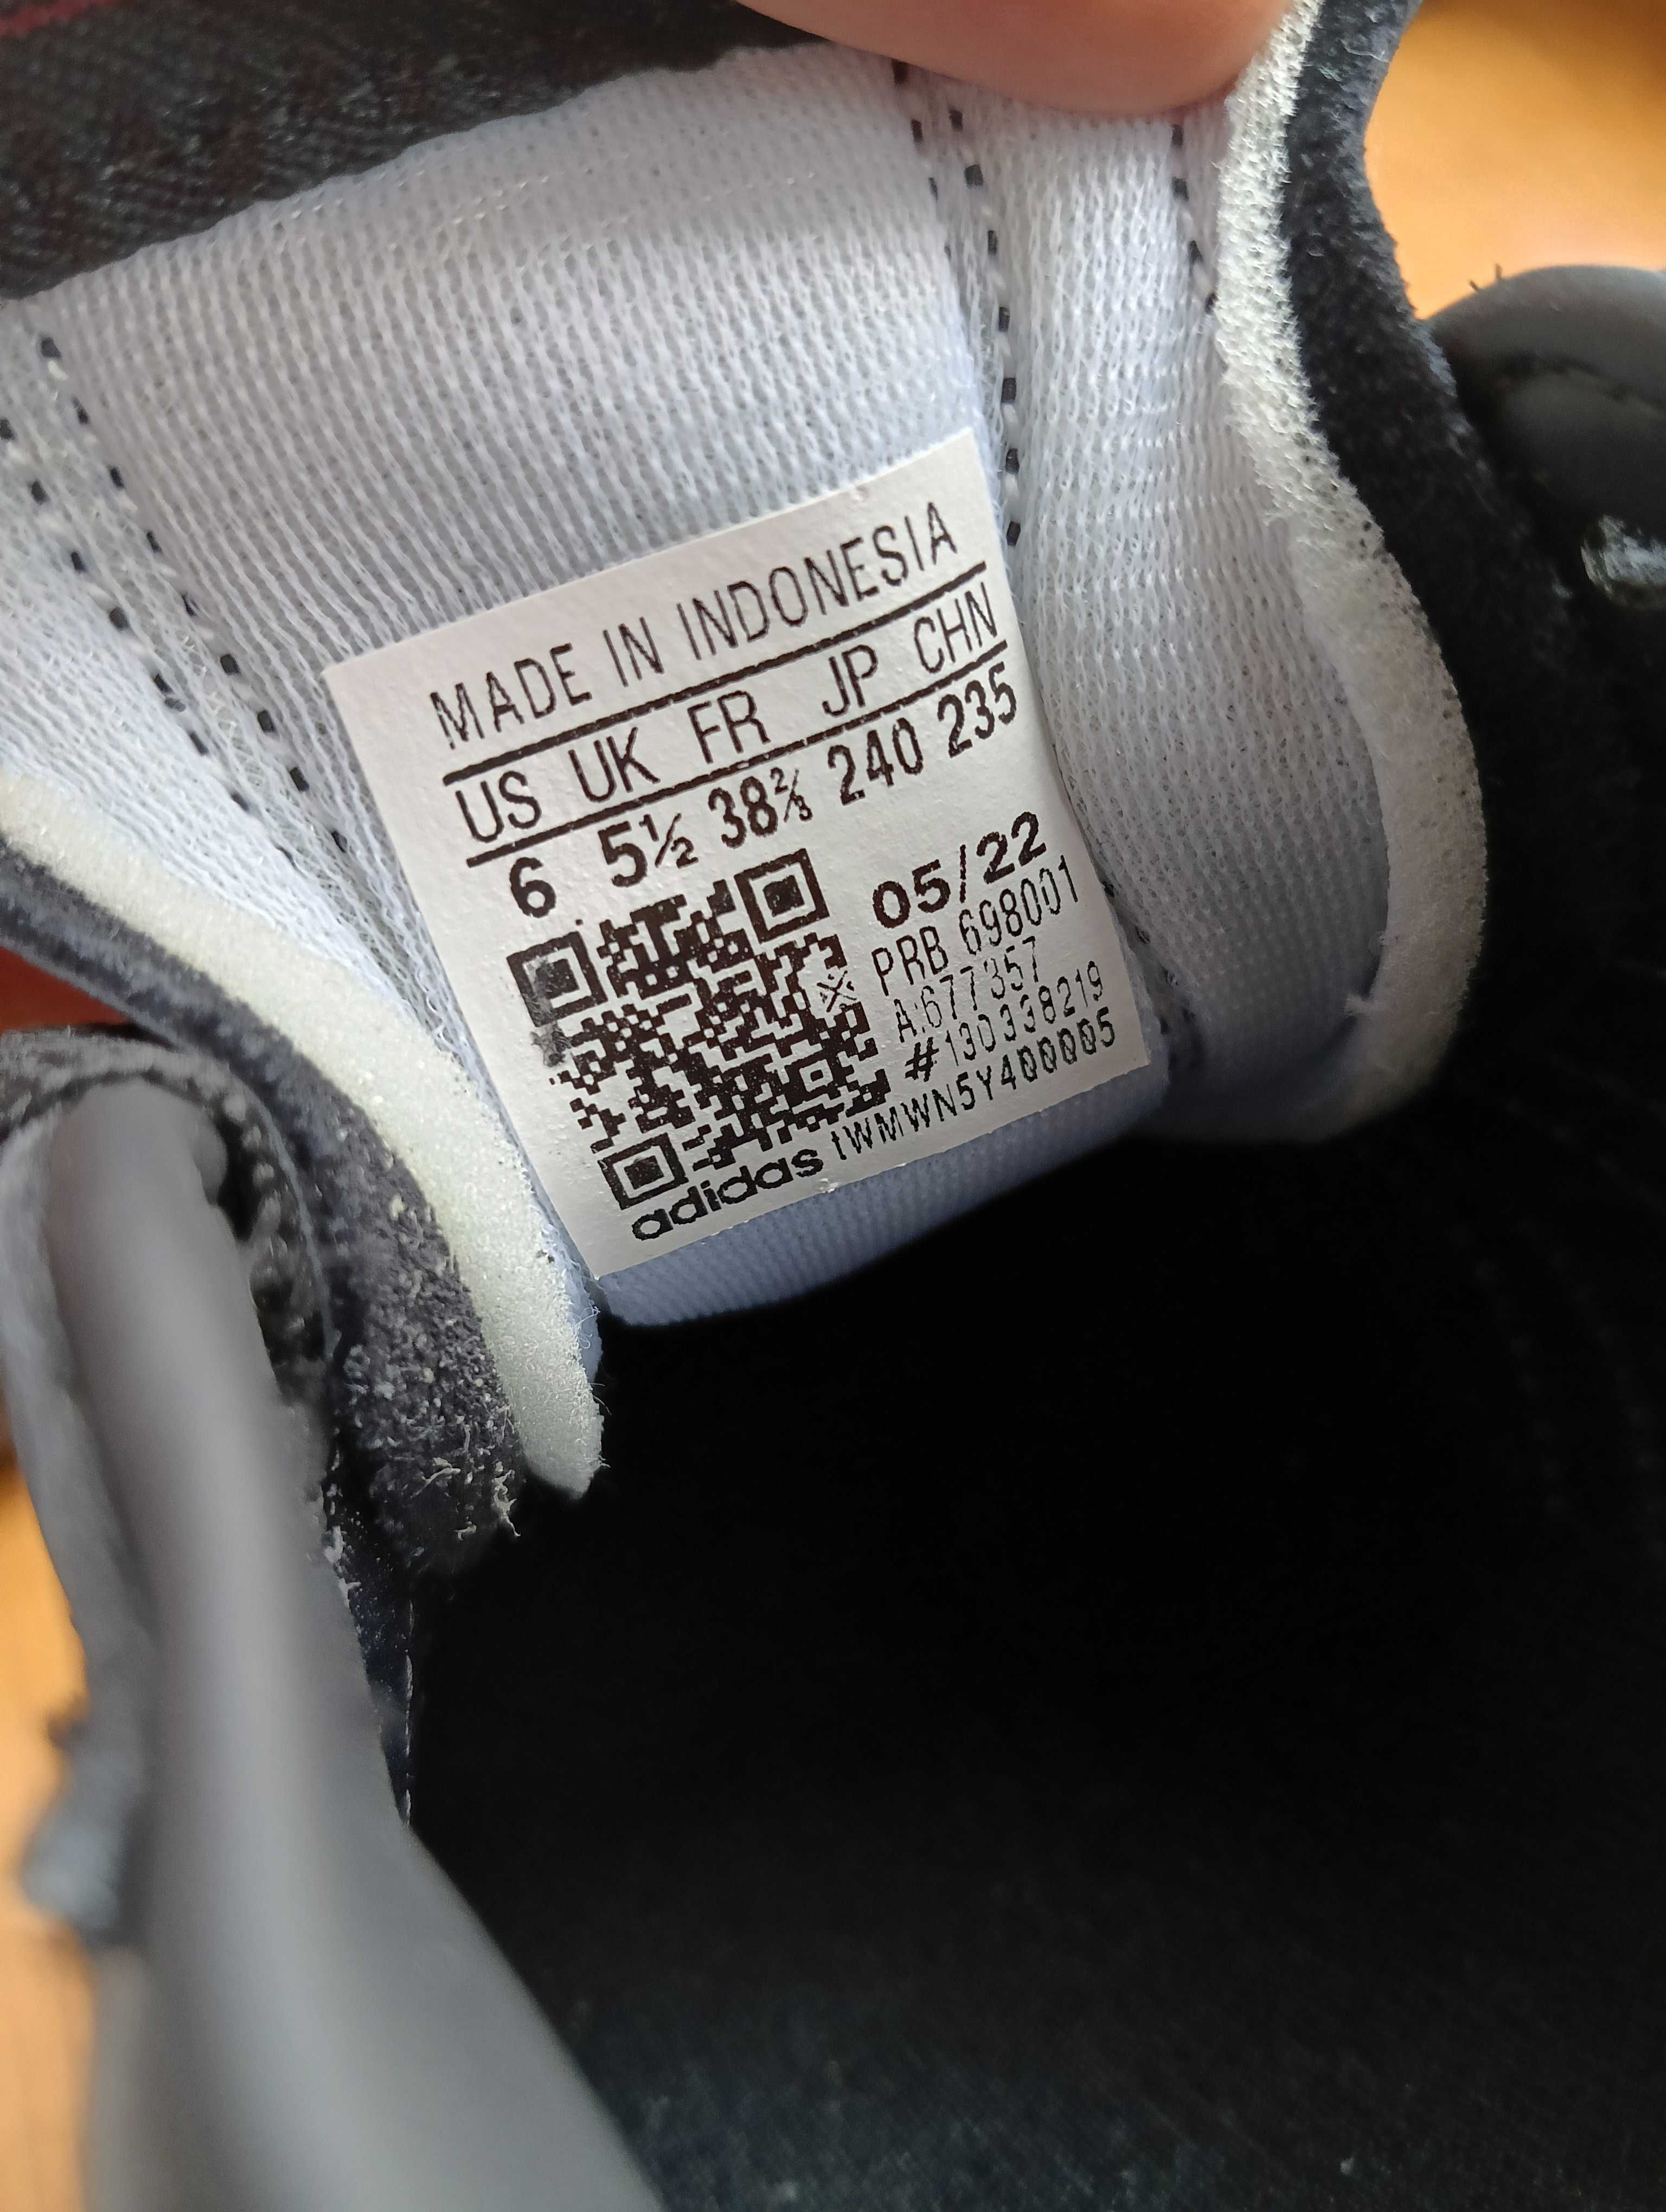 MADE IN INDONESIA
US UK FR JP CHN
6 5½ 38⅔ 240 235
05/22
PRB 698001
A:677357
#130338219
adidas tWMWN5Y400005